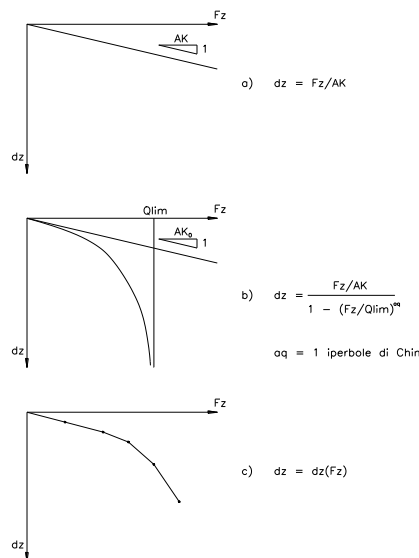 Fz
AK
1
a) dz = Fz/AK
dz
Qlim Fz
AK₀
1
b) dz = Fz/AK
1 - (Fz/Qlim)^aq
aq = 1 iperbole di Chin
dz
Fz
c) dz = dz(Fz)
dz